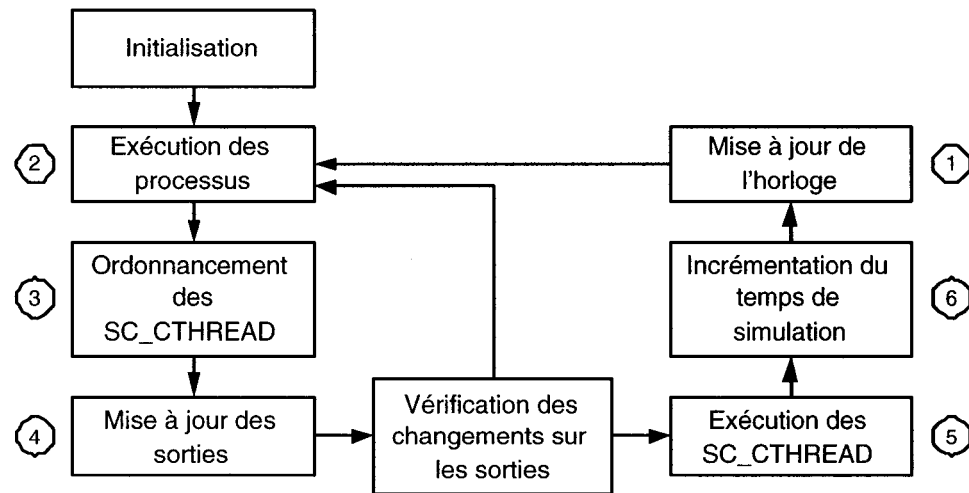 Initialisation
2
Exécution des
processus
Mise à jour de
l'horloge
1
3
Ordonnancement
des
SC_CTHREAD
Incrémentation du
temps de
simulation
6
4
Mise à jour des
sorties
Vérification des
changements sur
les sorties
Exécution des
SC_CTHREAD
5